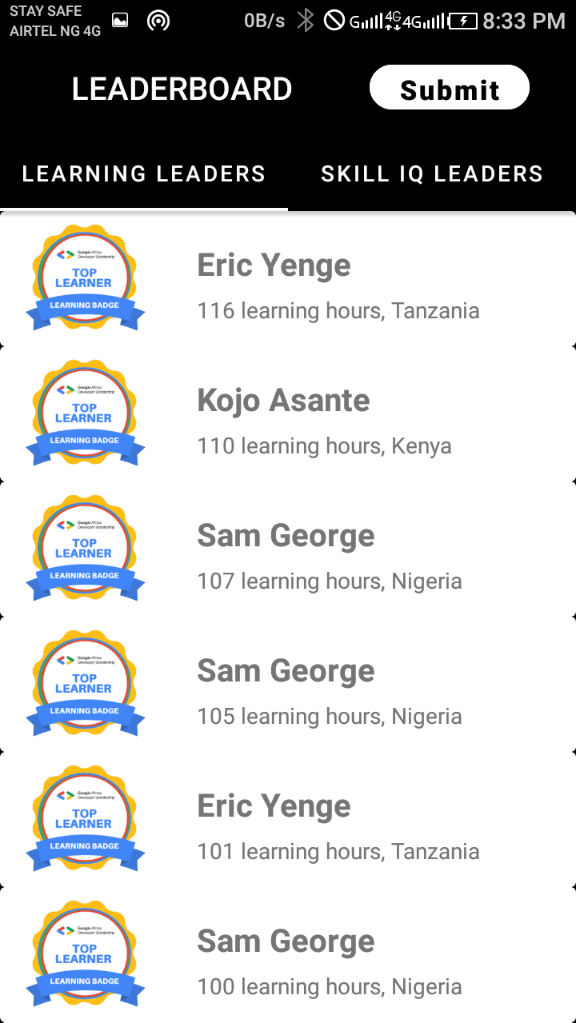 STAY SAFE
AIRTEL NG 4G
0B/s
G
4G
4G
8:33 PM
LEADERBOARD
Submit
LEARNING LEADERS
SKILL IQ LEADERS
Google Africa
Developer Scholarship
TOP
LEARNER
LEARNING BADGE
Eric Yenge
116 learning hours, Tanzania
Google Africa
Developer Scholarship
TOP
LEARNER
LEARNING BADGE
Kojo Asante
110 learning hours, Kenya
Google Africa
Developer Scholarship
TOP
LEARNER
LEARNING BADGE
Sam George
107 learning hours, Nigeria
Google Africa
Developer Scholarship
TOP
LEARNER
LEARNING BADGE
Sam George
105 learning hours, Nigeria
Google Africa
Developer Scholarship
TOP
LEARNER
LEARNING BADGE
Eric Yenge
101 learning hours, Tanzania
Google Africa
Developer Scholarship
TOP
LEARNER
LEARNING BADGE
Sam George
100 learning hours, Nigeria